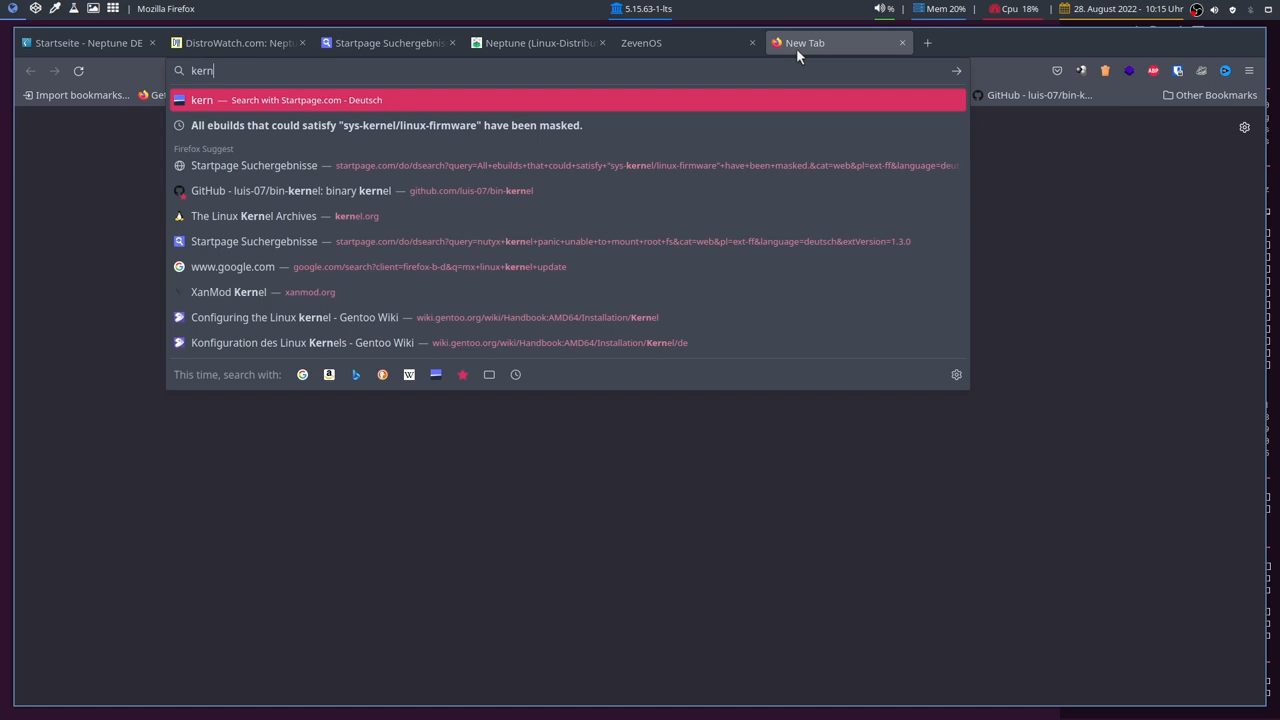 Mozilla Firefox 5.15.63-1-lts % | Mem 20% | Cpu 18% | 28. August 2022 - 10:15 Uhr
Startseite - Neptune DE DistroWatch.com: Neptu Startpage Suchergebnis Neptune (Linux-Distribu ZevenOS New Tab
kern
Import bookmarks... Ge GitHub - luis-07/bin-k... Other Bookmarks
kern — Search with Startpage.com - Deutsch
All ebuilds that could satisfy "sys-kernel/linux-firmware" have been masked.
Firefox Suggest
Startpage Suchergebnisse — startpage.com/do/dsearch?query=All+ebuilds+that+could+satisfy+"sys-kernel/linux-firmware"+have+been+masked.&cat=web&pl=ext-ff&language=deu
GitHub - luis-07/bin-kernel: binary kernel — github.com/luis-07/bin-kernel
The Linux Kernel Archives — kernel.org
Startpage Suchergebnisse — startpage.com/do/dsearch?query=nutyx+kernel+panic+unable+to+mount+root+fs&cat=web&pl=ext-ff&language=deutsch&extVersion=1.3.0
www.google.com — google.com/search?client=firefox-b-d&q=mx+linux+kernel+update
XanMod Kernel — xanmod.org
Configuring the Linux kernel - Gentoo Wiki — wiki.gentoo.org/wiki/Handbook:AMD64/Installation/Kernel
Konfiguration des Linux Kernels - Gentoo Wiki — wiki.gentoo.org/wiki/Handbook:AMD64/Installation/Kernel/de
This time, search with: